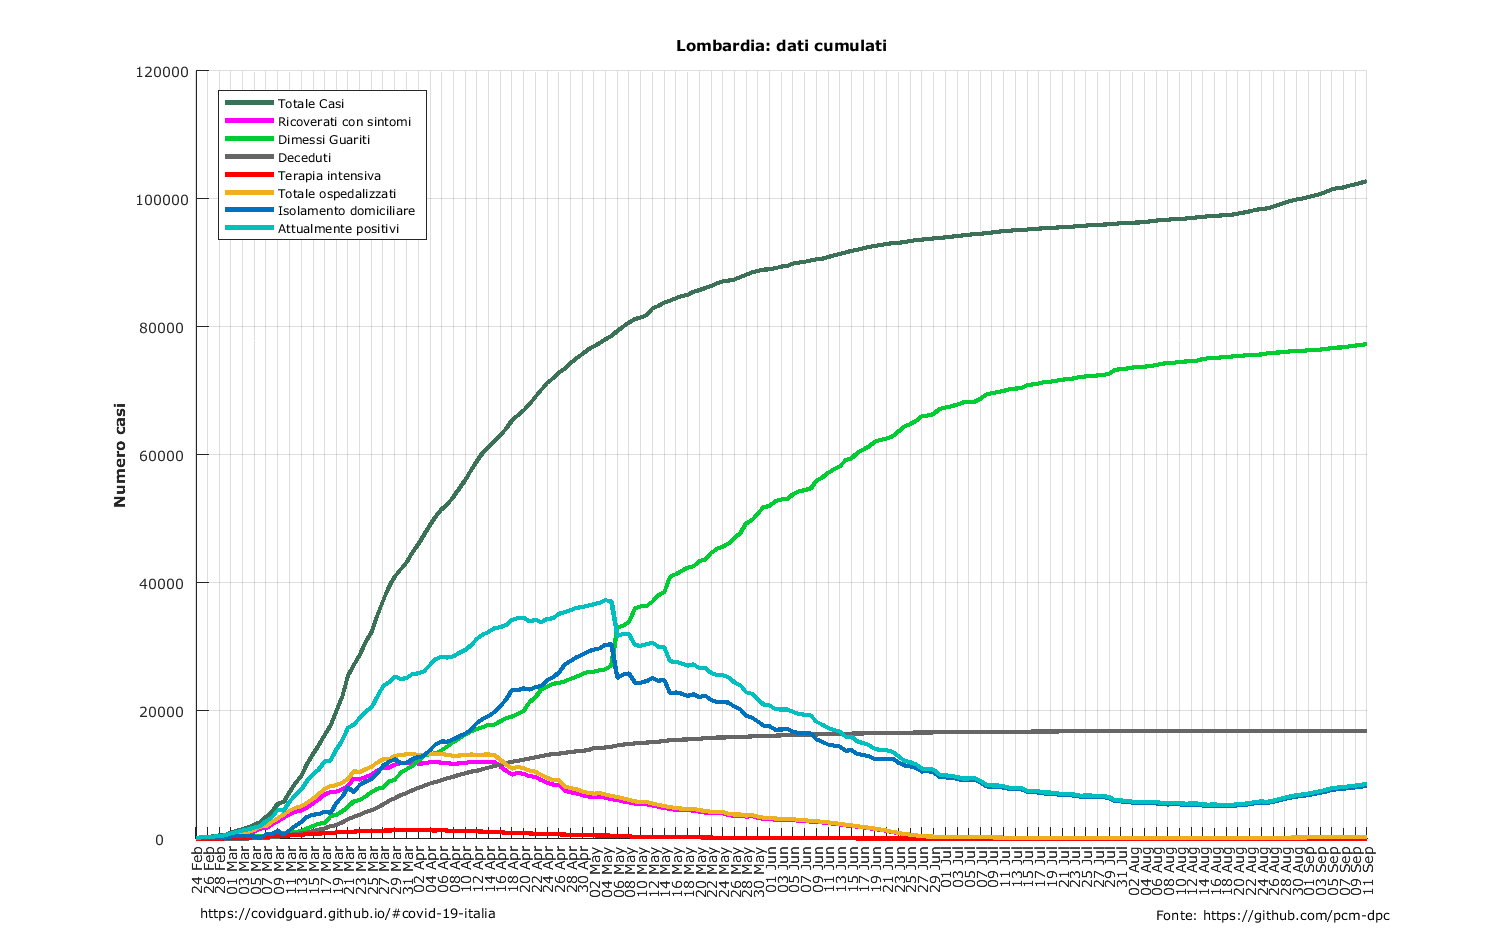 Lombardia: dati cumulati
120000
100000
80000
60000
40000
20000
0
Numero casi
Totale Casi
Ricoverati con sintomi
Dimessi Guariti
Deceduti
Terapia intensiva
Totale ospedalizzati
Isolamento domiciliare
Attualmente positivi
24 Feb
26 Feb
28 Feb
01 Mar
03 Mar
05 Mar
07 Mar
09 Mar
11 Mar
13 Mar
15 Mar
17 Mar
19 Mar
21 Mar
23 Mar
25 Mar
27 Mar
29 Mar
31 Mar
02 Apr
04 Apr
06 Apr
08 Apr
10 Apr
12 Apr
14 Apr
16 Apr
18 Apr
20 Apr
22 Apr
24 Apr
26 Apr
28 Apr
30 Apr
02 May
04 May
06 May
08 May
10 May
12 May
14 May
16 May
18 May
20 May
22 May
24 May
26 May
28 May
30 May
01 Jun
03 Jun
05 Jun
07 Jun
09 Jun
11 Jun
13 Jun
15 Jun
17 Jun
19 Jun
21 Jun
23 Jun
25 Jun
27 Jun
29 Jun
01 Jul
03 Jul
05 Jul
07 Jul
09 Jul
11 Jul
13 Jul
15 Jul
17 Jul
19 Jul
21 Jul
23 Jul
25 Jul
27 Jul
29 Jul
31 Jul
02 Aug
04 Aug
06 Aug
08 Aug
10 Aug
12 Aug
14 Aug
16 Aug
18 Aug
20 Aug
22 Aug
24 Aug
26 Aug
28 Aug
30 Aug
01 Sep
03 Sep
05 Sep
07 Sep
09 Sep
11 Sep
https://covidguard.github.io/#covid-19-italia
Fonte: https://github.com/pcm-dpc